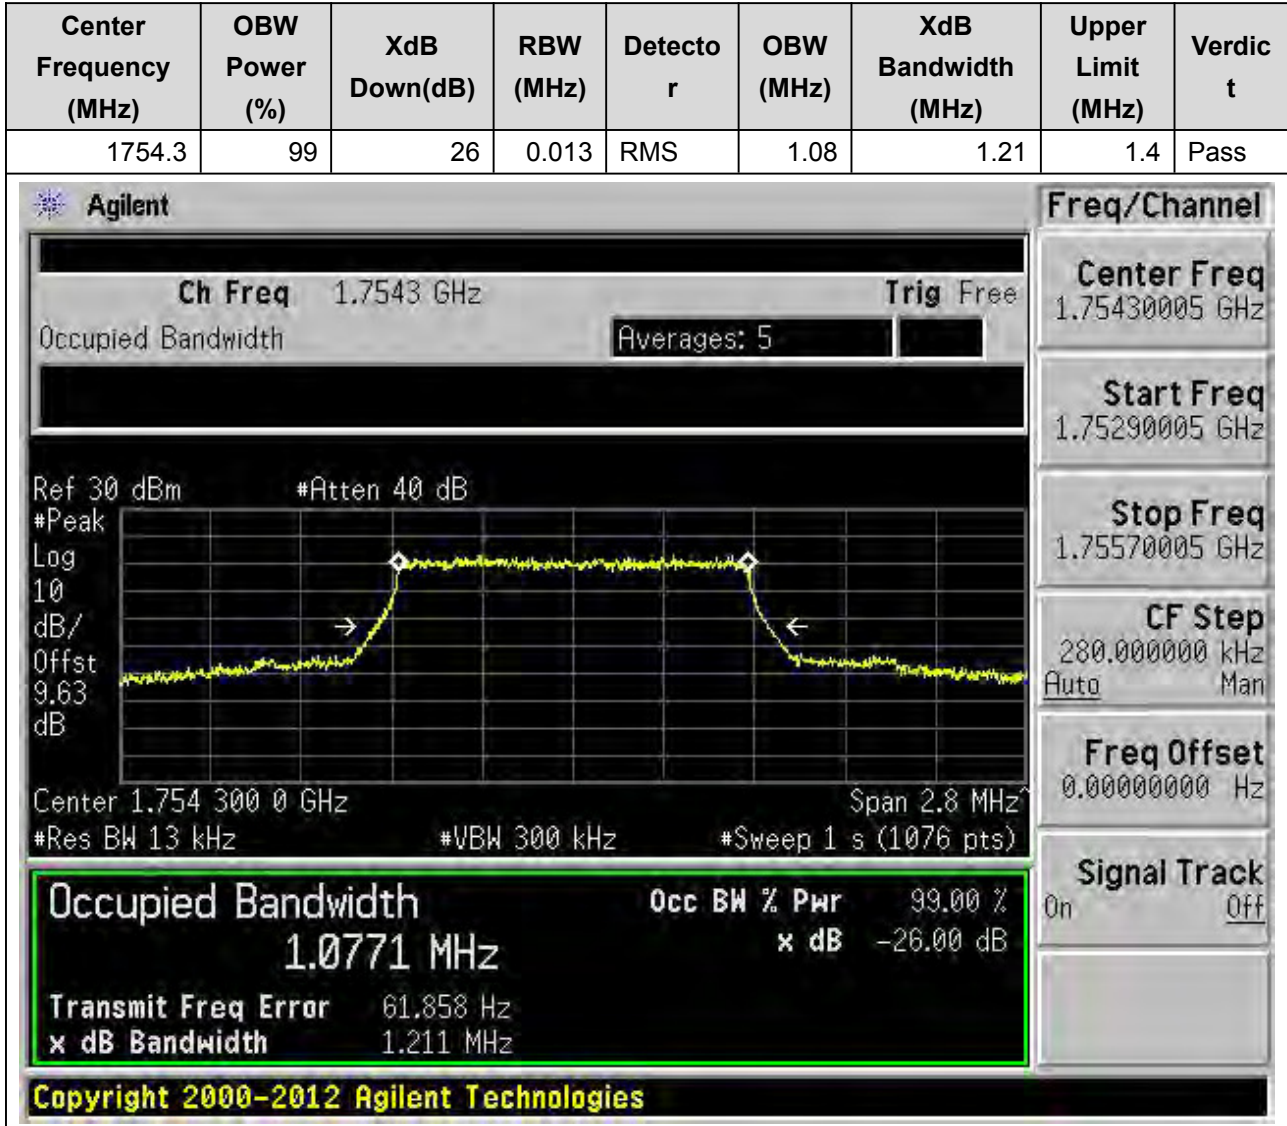 Center Frequency (MHz) OBW Power (%) XdB Down(dB) RBW (MHz) Detecto r OBW (MHz) XdB Bandwidth (MHz) Upper Limit (MHz) Verdic t
1754.3 99 26 0.013 RMS 1.08 1.21 1.4 Pass
Agilent
Freq/Channel
Ch Freq 1.7543 GHz Trig Free
Occupied Bandwidth Averages: 5
Center Freq
1.75430005 GHz
Start Freq
1.75290005 GHz
Stop Freq
1.75570005 GHz
CF Step
280.000000 kHz
Auto Man
Freq Offset
0.00000000 Hz
Signal Track
On Off
Ref 30 dBm #Atten 40 dB
#Peak
Log
10
dB/
Offst
9.63
dB
Center 1.754 300 0 GHz Span 2.8 MHz^
#Res BW 13 kHz #VBW 300 kHz #Sweep 1 s (1076 pts)
Occupied Bandwidth Occ BW % Pwr 99.00 %
1.0771 MHz x dB -26.00 dB
Transmit Freq Error 61.858 Hz
x dB Bandwidth 1.211 MHz
Copyright 2000-2012 Agilent Technologies